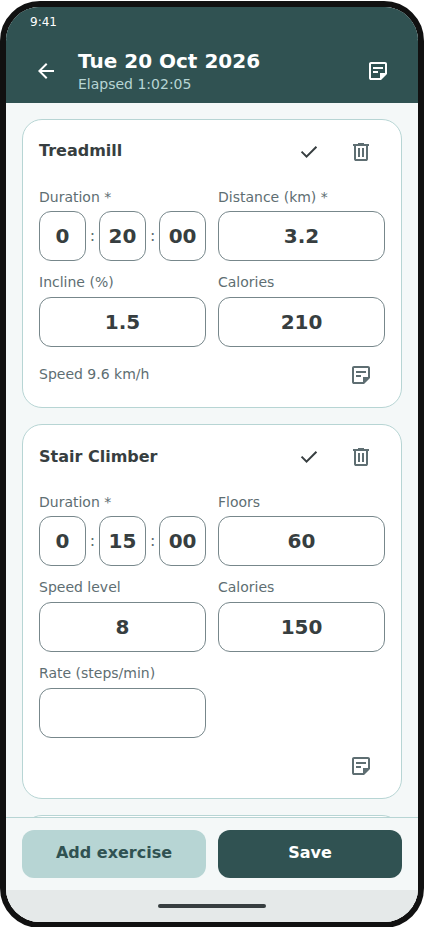 9:41
Tue 20 Oct 2026
Elapsed 1:02:05
Treadmill
Duration * Distance (km) *
0 : 20 : 00 3.2
Incline (%) Calories
1.5 210
Speed 9.6 km/h
Stair Climber
Duration * Floors
0 : 15 : 00 60
Speed level Calories
8 150
Rate (steps/min)
Add exercise Save